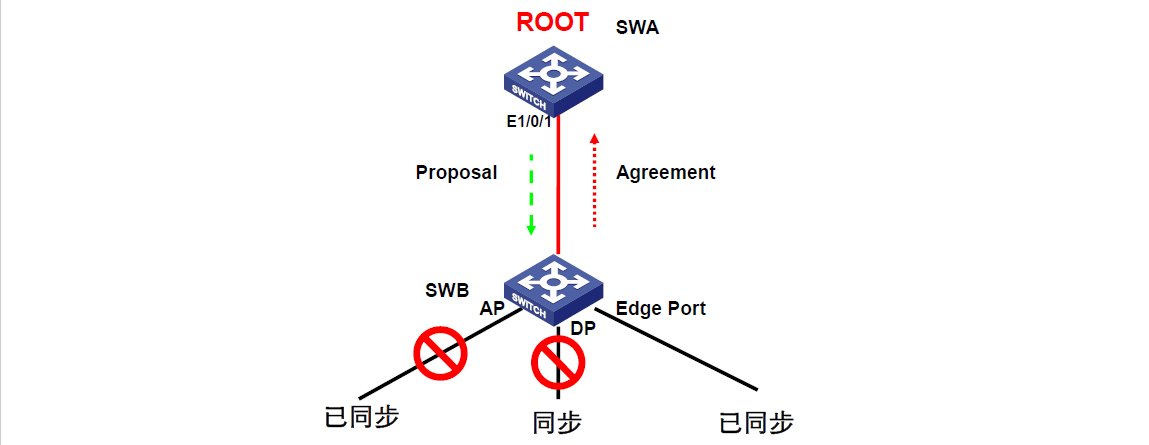 ROOT
SWA
SWITCH
E1/0/1
Proposal
Agreement
SWB
SWITCH
AP
Edge Port
DP
已同步
同步
已同步